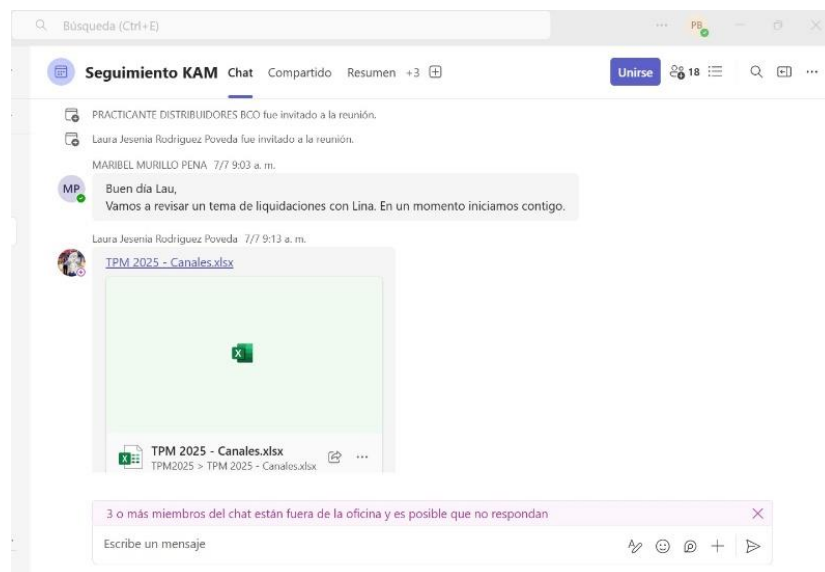 Búsqueda (Ctrl+E)
PB
Seguimiento KAM Chat Compartido Resumen +3
Unirse 18
PRACTICANTE DISTRIBUIDORES BCO fue invitado a la reunión.
Laura Jesenia Rodriguez Poveda fue invitado a la reunión.
MARIBEL MURILLO PENA 7/7 9:03 a. m.
MP
Buen día Lau,
Vamos a revisar un tema de liquidaciones con Lina. En un momento iniciamos contigo.
Laura Jesenia Rodriguez Poveda 7/7 9:13 a. m.
TPM 2025 - Canales.xlsx
TPM 2025 - Canales.xlsx
TPM2025 > TPM 2025 - Canales.xlsx
3 o más miembros del chat están fuera de la oficina y es posible que no respondan
Escribe un mensaje